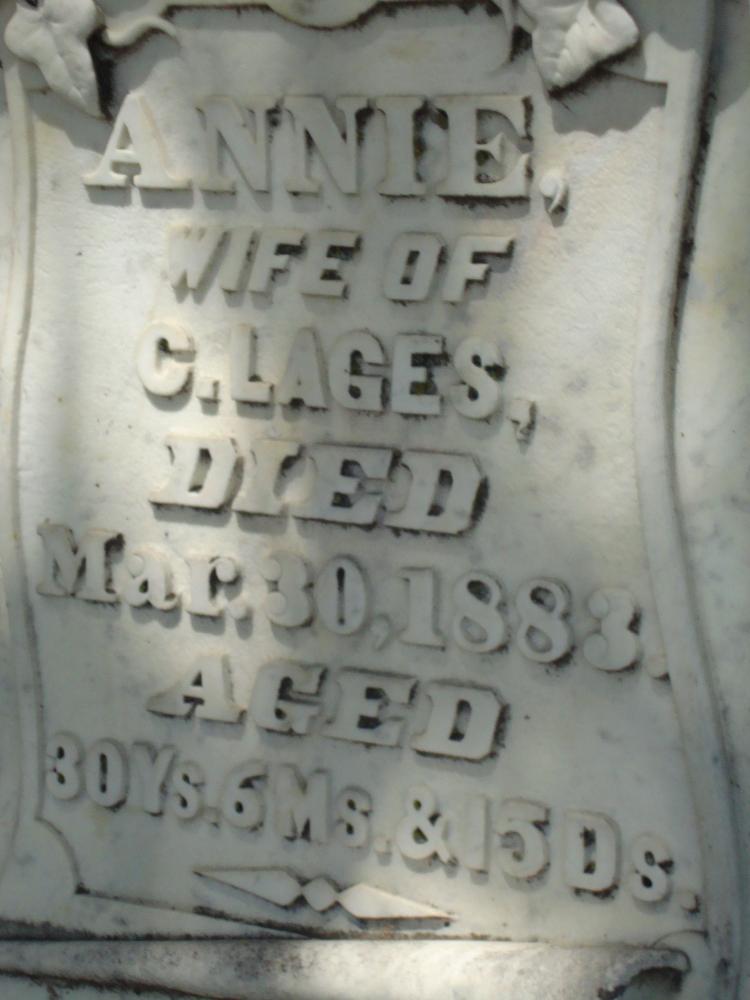 ANNIE,
WIFE OF
C. LAGES,
DIED
Mar. 30, 1883.
AGED
30 Ys. 6 Ms. & 15 Ds.